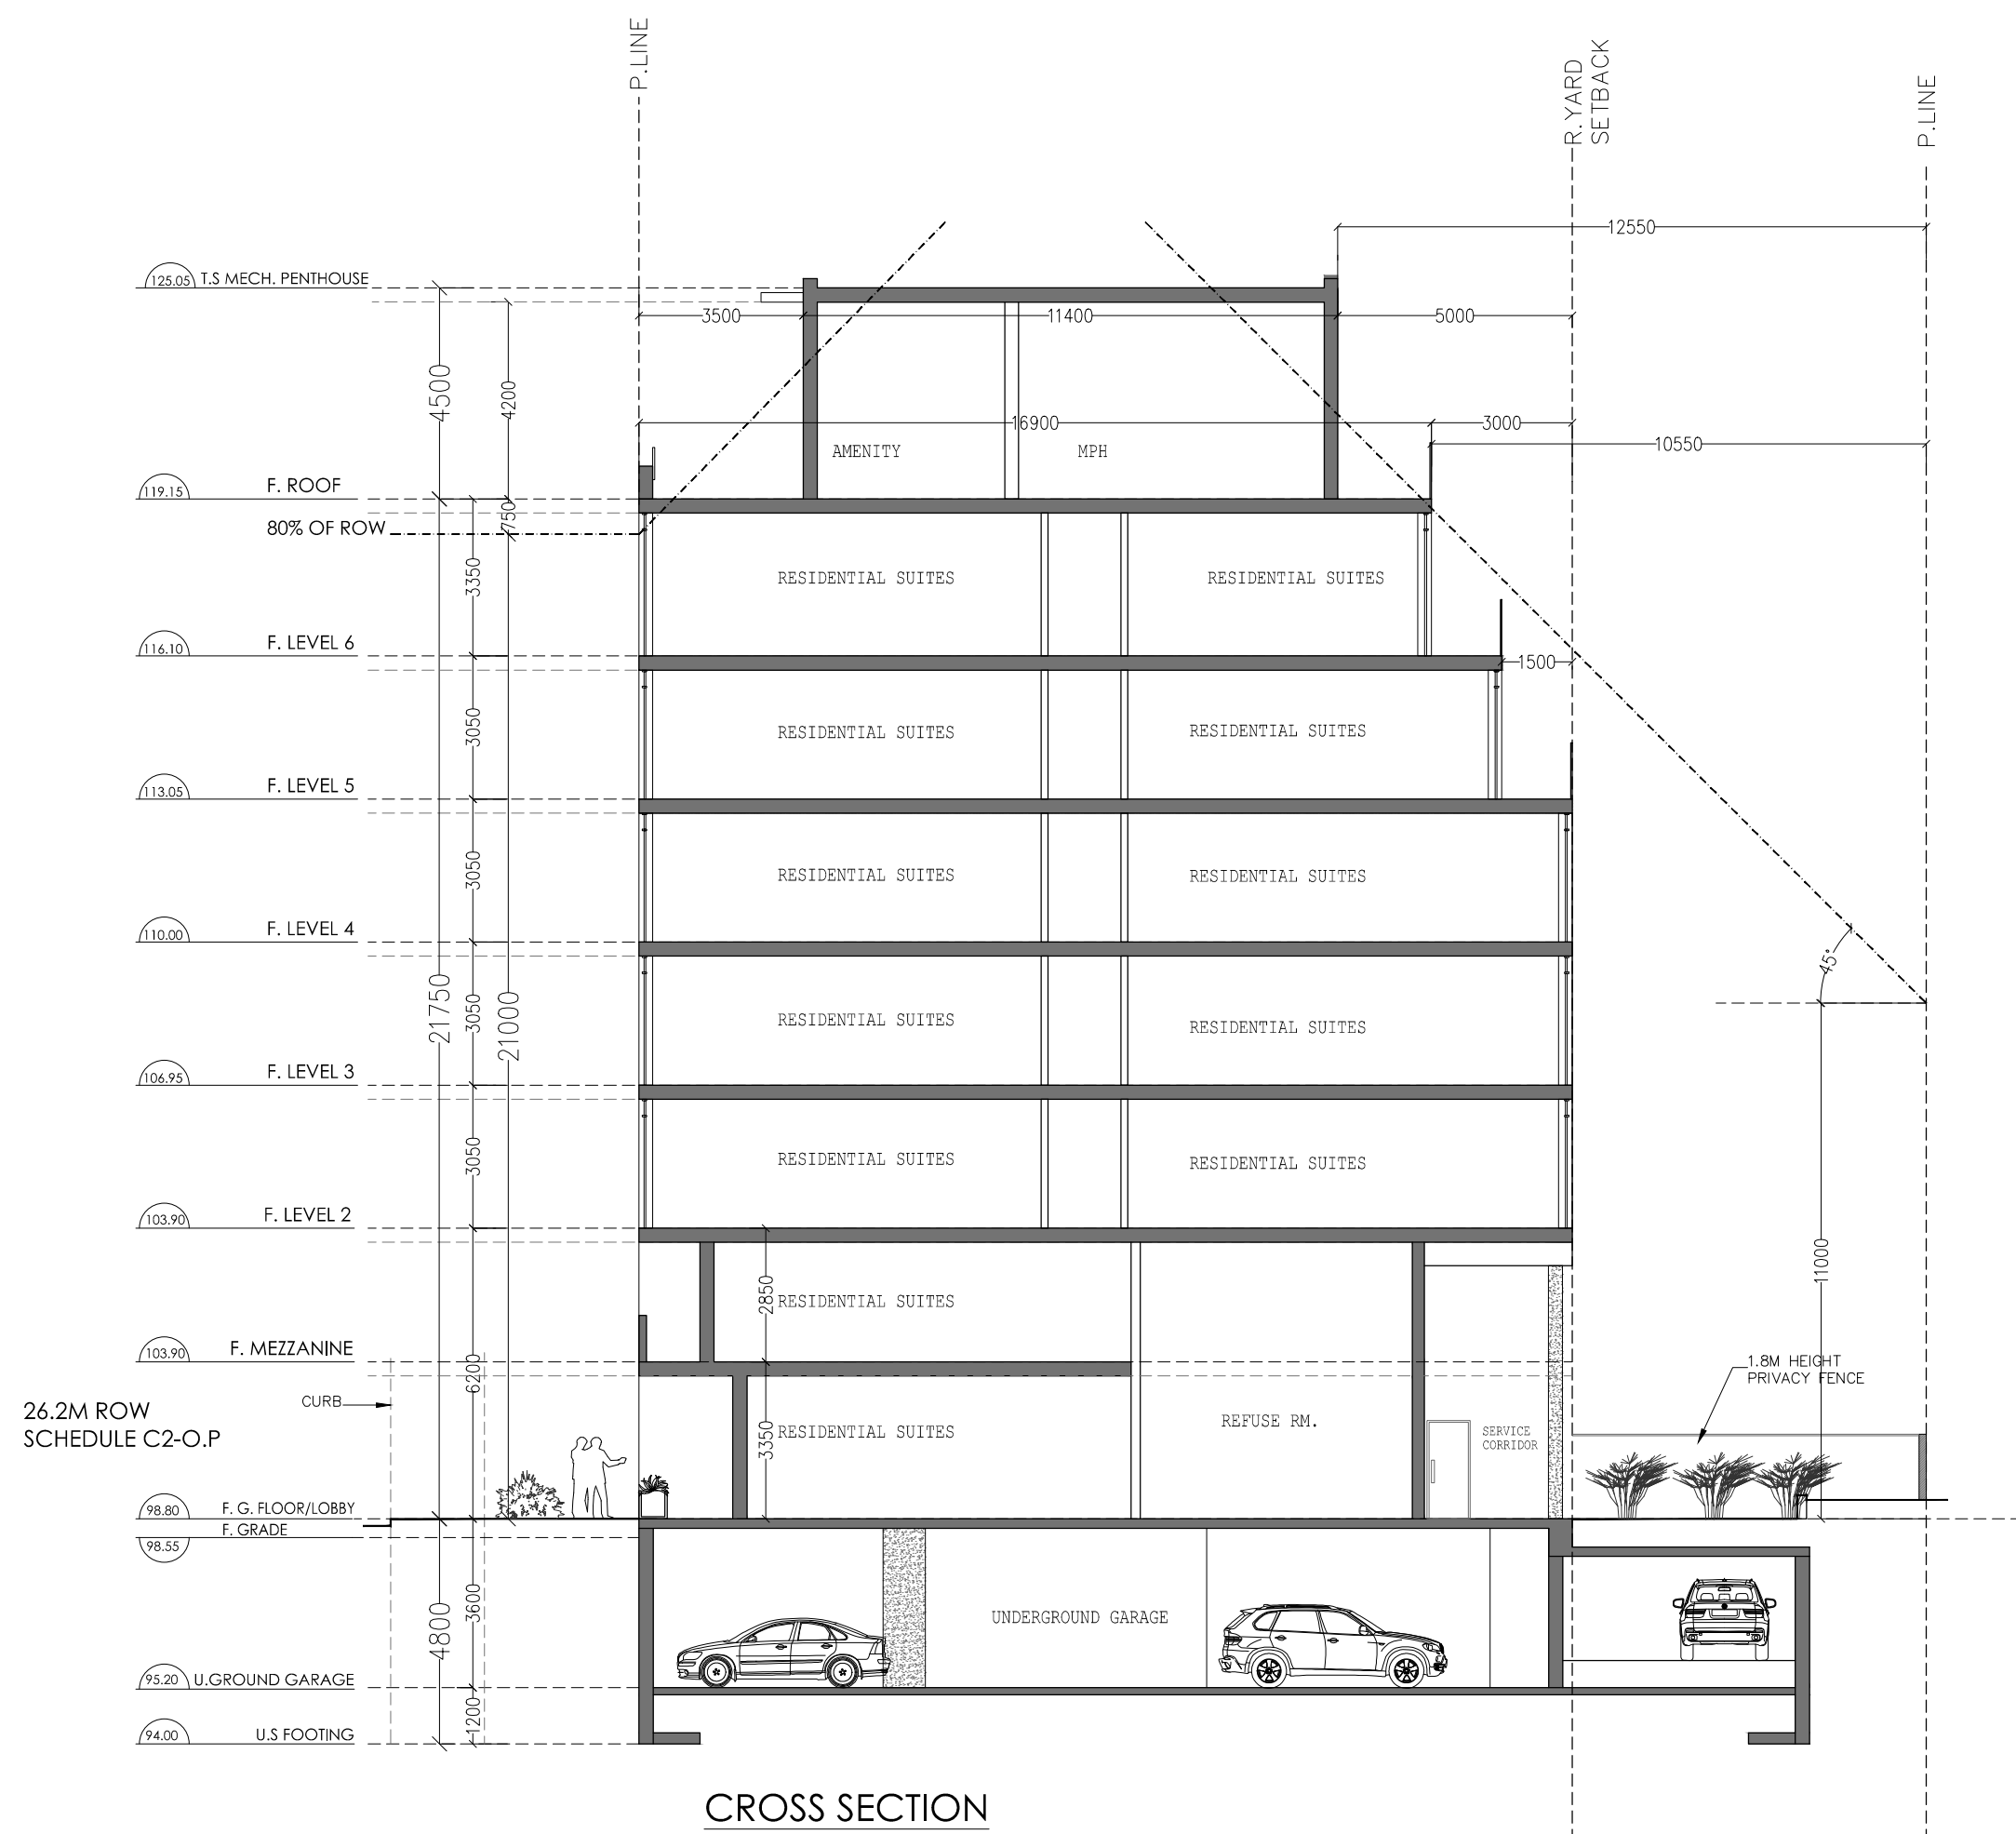 P.LINE
R.YARD
SETBACK
P.LINE
12550
125.05 T.S MECH. PENTHOUSE
3500
11400
5000
4500
4200
16900
3000
10550
AMENITY
MPH
119.15
F. ROOF
750
80% OF ROW
3350
RESIDENTIAL SUITES
RESIDENTIAL SUITES
116.10
F. LEVEL 6
1500
3050
RESIDENTIAL SUITES
RESIDENTIAL SUITES
113.05
F. LEVEL 5
3050
RESIDENTIAL SUITES
RESIDENTIAL SUITES
110.00
F. LEVEL 4
45°
21750
3050
21000
RESIDENTIAL SUITES
RESIDENTIAL SUITES
106.95
F. LEVEL 3
3050
RESIDENTIAL SUITES
RESIDENTIAL SUITES
103.90
F. LEVEL 2
11000
2850
RESIDENTIAL SUITES
103.90
F. MEZZANINE
6200
1.8M HEIGHT
PRIVACY FENCE
CURB
26.2M ROW
SCHEDULE C2-O.P
3350
RESIDENTIAL SUITES
REFUSE RM.
SERVICE
CORRIDOR
98.80
F. G. FLOOR/LOBBY
F. GRADE
98.55
4800
3600
UNDERGROUND GARAGE
95.20
U.GROUND GARAGE
1200
94.00
U.S FOOTING
CROSS SECTION